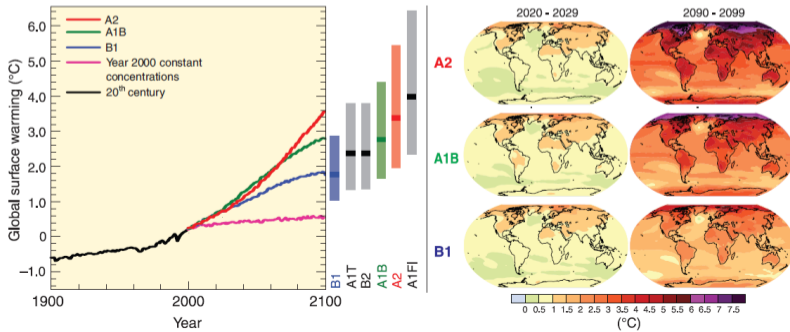 A2
A1B
B1
Year 2000 constant
concentrations
20th century
6.0
5.0
4.0
3.0
2.0
1.0
0
–1.0
Global surface warming (°C)
1900
2000
2100
Year
B1
A1T
B2
A1B
A2
A1FI
2020 - 2029
2090 - 2099
A2
A1B
B1
0 0.5 1 1.5 2 2.5 3 3.5 4 4.5 5 5.5 6 6.5 7 7.5
(°C)